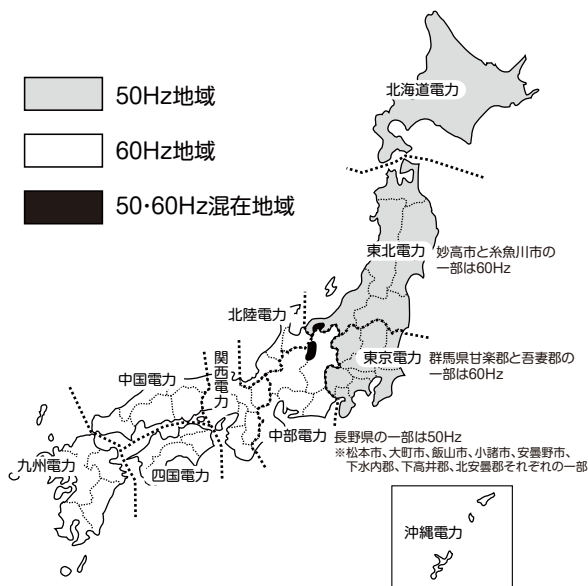 50Hz地域
60Hz地域
50・60Hz混在地域
北海道電力
東北電力
妙高市と糸魚川市の
一部は60Hz
北陸電力
東京電力
群馬県甘楽郡と吾妻郡の
一部は60Hz
関西電力
中国電力
中部電力
長野県の一部は50Hz
※松本市、大町市、飯山市、小諸市、安曇野市、
下水内郡、下高井郡、北安曇郡それぞれの一部
九州電力
四国電力
沖縄電力